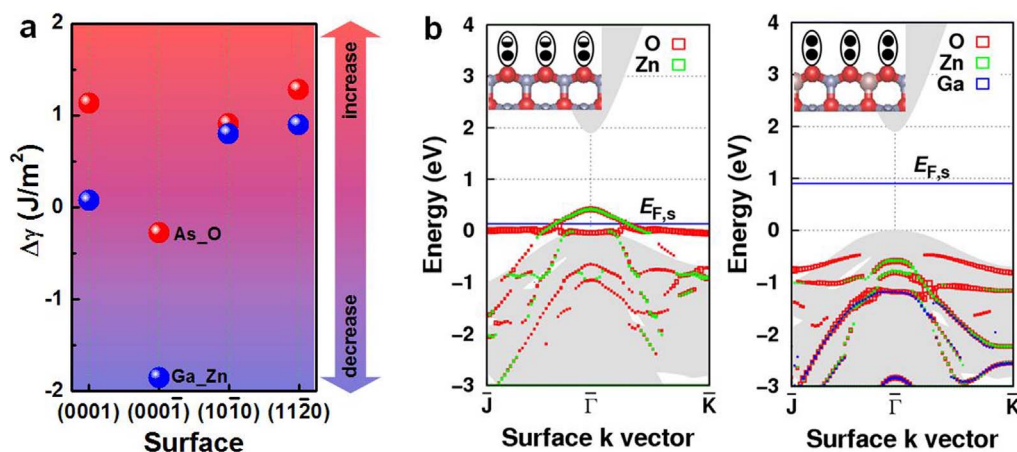 a
2
1
0
-1
-2
Δγ (J/m²)
As_O
Ga_Zn
(0001) (0001̄) (101̄0) (112̄0)
Surface
increase
decrease
b
O
Zn
4
3
2
1
0
−1
−2
−3
Energy (eV)
E_F,s
J̄ Γ̄ K̄
Surface k vector
O
Zn
Ga
4
3
2
1
0
−1
−2
−3
Energy (eV)
E_F,s
J̄ Γ̄ K̄
Surface k vector